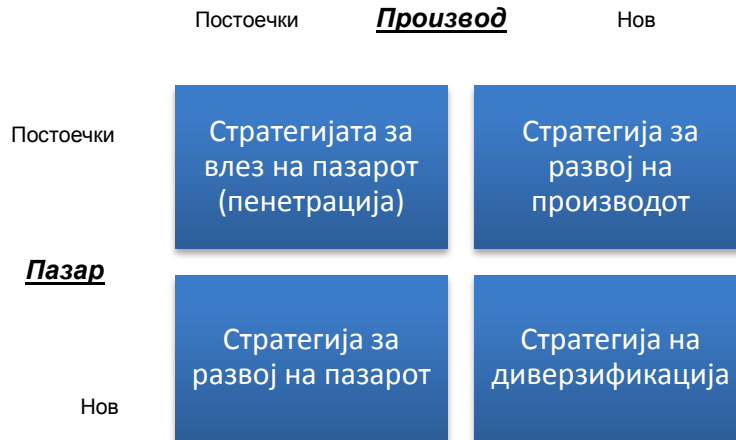 Постоечки Производ Нов
Постоечки
Стратегијата за
влез на пазарот
(пенетрација)
Стратегија за
развој на
производот
Пазар
Стратегија за
развој на пазарот
Стратегија на
диверзификација
Нов